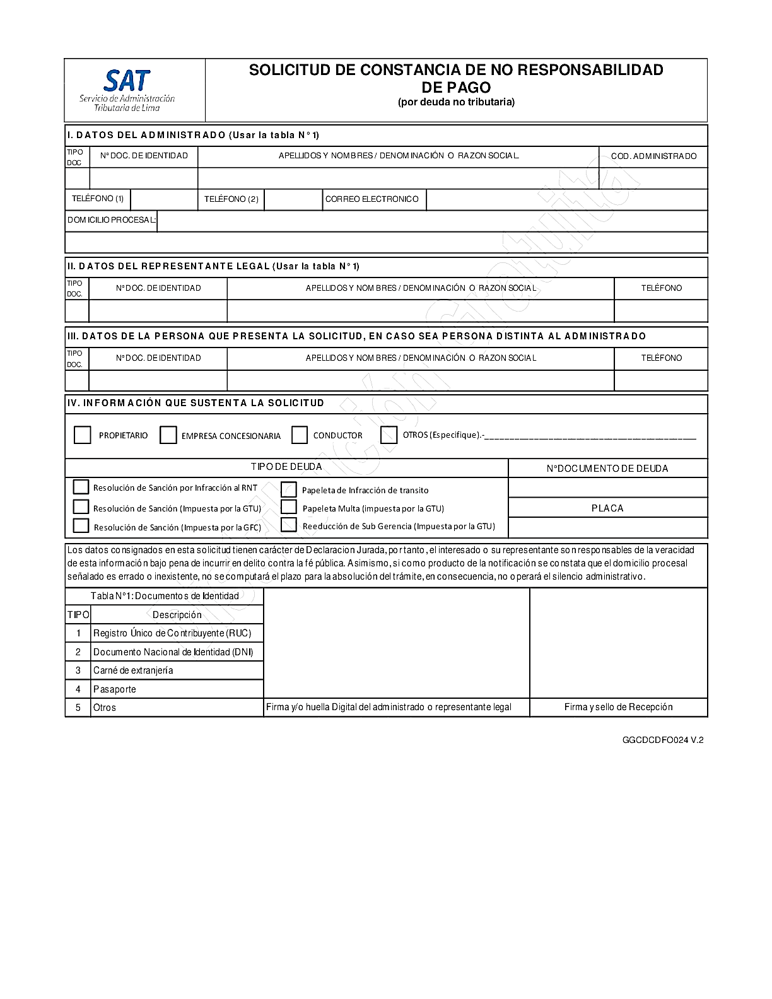 SAT
Servicio de Administración
Tributaria de Lima
SOLICITUD DE CONSTANCIA DE NO RESPONSABILIDAD
DE PAGO
(por deuda no tributaria)
I. DATOS DEL ADMINISTRADO (Usar la tabla N° 1)
TIPO DOC
Nº DOC. DE IDENTIDAD
APELLIDOS Y NOMBRES / DENOMINACIÓN O RAZON SOCIAL
COD. ADMINISTRADO
TELÉFONO (1)
TELÉFONO (2)
CORREO ELECTRONICO
DOMICILIO PROCESAL:
II. DATOS DEL REPRESENTANTE LEGAL (Usar la tabla N° 1)
TIPO DOC.
Nº DOC. DE IDENTIDAD
APELLIDOS Y NOMBRES / DENOMINACIÓN O RAZON SOCIAL
TELÉFONO
III. DATOS DE LA PERSONA QUE PRESENTA LA SOLICITUD, EN CASO SEA PERSONA DISTINTA AL ADMINISTRADO
TIPO DOC.
Nº DOC. DE IDENTIDAD
APELLIDOS Y NOMBRES / DENOMINACIÓN O RAZON SOCIAL
TELÉFONO
IV. INFORMACIÓN QUE SUSTENTA LA SOLICITUD
PROPIETARIO
EMPRESA CONCESIONARIA
CONDUCTOR
OTROS (Especifique).-__________________________________________
TIPO DE DEUDA
N° DOCUMENTO DE DEUDA
Resolución de Sanción por Infracción al RNT
Papeleta de Infracción de transito
Resolución de Sanción (Impuesta por la GTU)
Papeleta Multa (impuesta por la GTU)
PLACA
Resolución de Sanción (Impuesta por la GFC)
Reeducción de Sub Gerencia (Impuesta por la GTU)
Los datos consignados en esta solicitud tienen carácter de Declaracion Jurada, por tanto, el interesado o su representante son responsables de la veracidad
de esta información bajo pena de incurrir en delito contra la fé pública. Asimismo, si como producto de la notificación se constata que el domicilio procesal
señalado es errado o inexistente, no se computará el plazo para la absolución del trámite, en consecuencia, no operará el silencio administrativo.
Tabla N°1: Documentos de Identidad
TIPO Descripción
1 Registro Único de Contribuyente (RUC)
2 Documento Nacional de Identidad (DNI)
3 Carné de extranjería
4 Pasaporte
5 Otros
Firma y/o huella Digital del administrado o representante legal
Firma y sello de Recepción
Distribución Gratuita
GGCDCDFO024 V.2